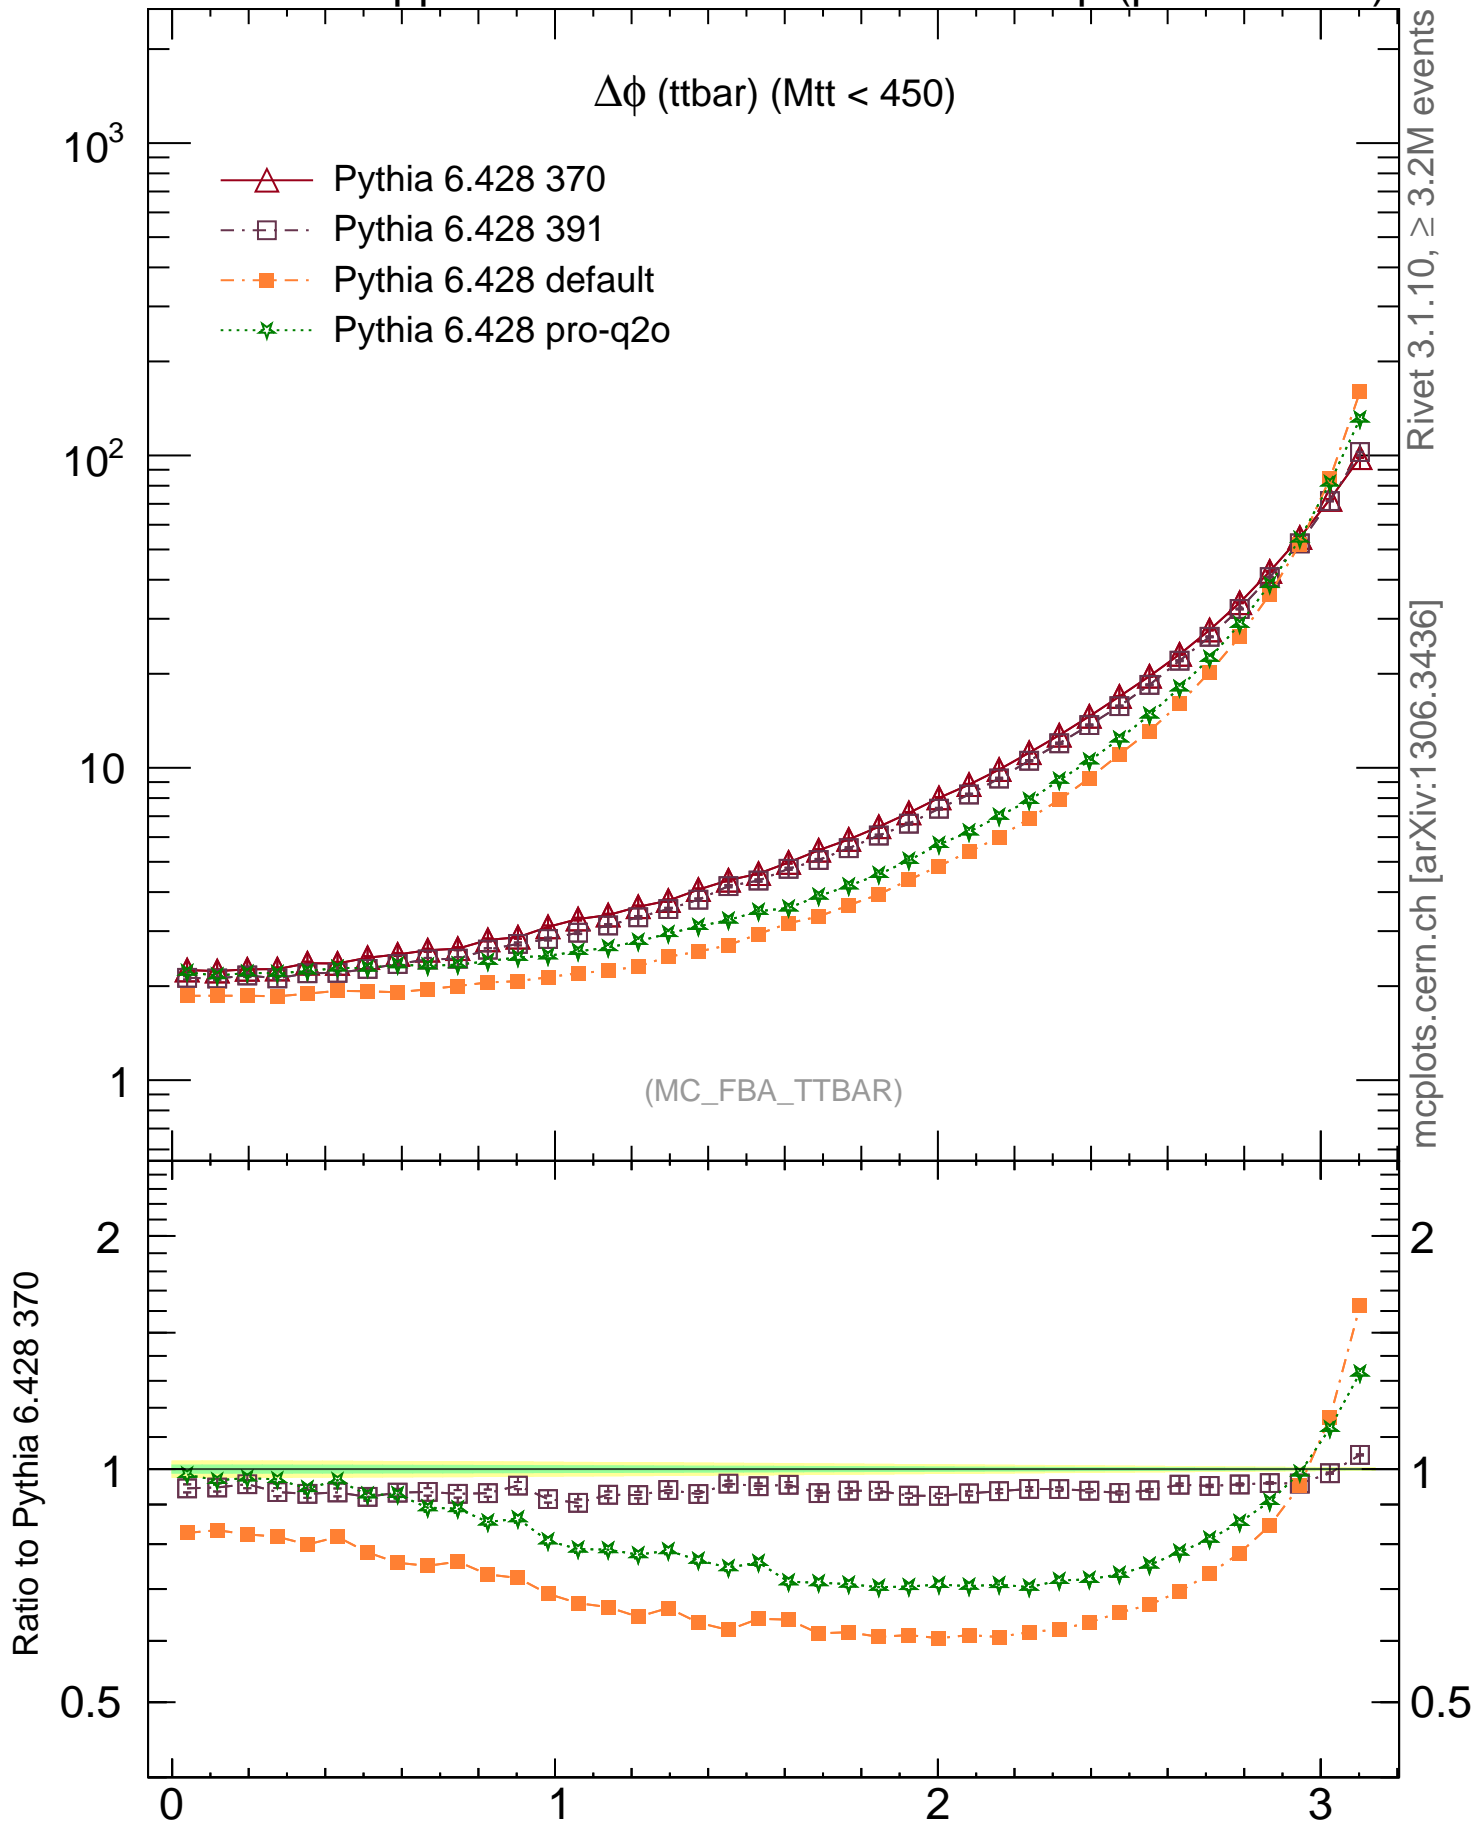 Δϕ (ttbar) (Mtt < 450)
Pythia 6.428 370
Pythia 6.428 391
Pythia 6.428 default
Pythia 6.428 pro-q2o
10³
10²
10
1
(MC_FBA_TTBAR)
Rivet 3.1.10, ≥ 3.2M events
mcplots.cern.ch [arXiv:1306.3436]
Ratio to Pythia 6.428 370
2
1
0.5
2
1
0.5
0 1 2 3